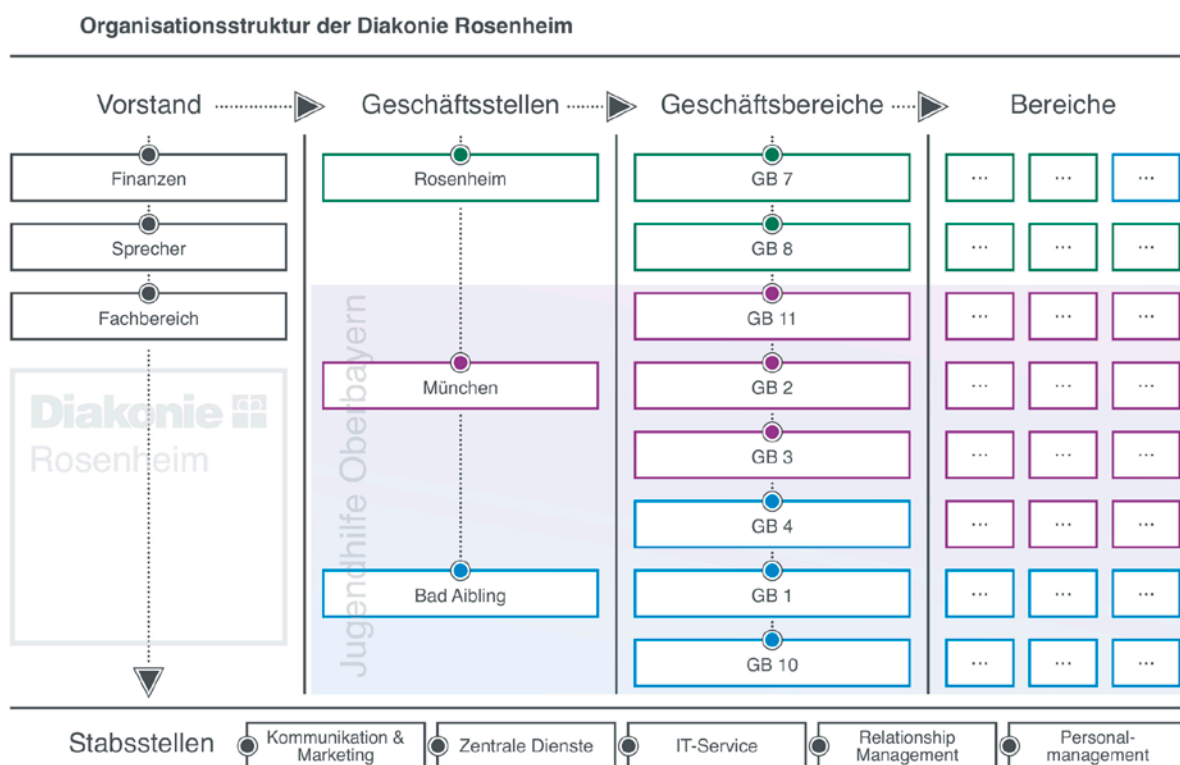 Organisationsstruktur der Diakonie Rosenheim
Vorstand
Geschäftsstellen
Geschäftsbereiche
Bereiche
Finanzen
Rosenheim
GB 7
... ... ...
Sprecher
GB 8
... ... ...
Fachbereich
GB 11
... ... ...
München
GB 2
... ... ...
Diakonie
Rosenheim
Jugendhilfe Oberbayern
GB 3
... ... ...
GB 4
... ... ...
Bad Aibling
GB 1
... ... ...
GB 10
... ... ...
Stabsstellen
Kommunikation &
Marketing
Zentrale Dienste
IT-Service
Relationship
Management
Personal-
management